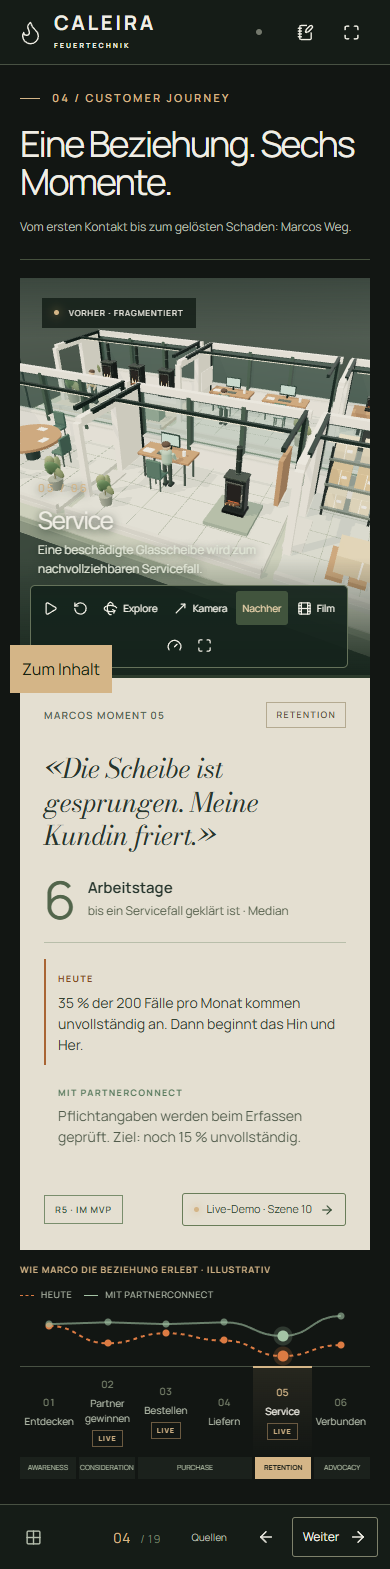 CALEIRA
FEUERTECHNIK
04 / CUSTOMER JOURNEY
Eine Beziehung. Sechs
Momente.
Vom ersten Kontakt bis zum gelösten Schaden: Marcos Weg.
VORHER · FRAGMENTIERT
Service
Eine beschädigte Glasscheibe wird zum
nachvollziehbaren Servicefall.
Explore
Kamera
Nachher
Film
Zum Inhalt
MARCOS MOMENT 05
RETENTION
«Die Scheibe ist
gesprungen. Meine
Kundin friert.»
6
Arbeitstage
bis ein Servicefall geklärt ist · Median
HEUTE
35 % der 200 Fälle pro Monat kommen
unvollständig an. Dann beginnt das Hin und
Her.
MIT PARTNERCONNECT
Pflichtangaben werden beim Erfassen
geprüft. Ziel: noch 15 % unvollständig.
R5 · IM MVP
Live-Demo · Szene 10
WIE MARCO DIE BEZIEHUNG ERLEBT · ILLUSTRATIV
HEUTE
MIT PARTNERCONNECT
01
Entdecken
02
Partner
gewinnen
LIVE
03
Bestellen
LIVE
04
Liefern
05
Service
LIVE
06
Verbunden
AWARENESS
CONSIDERATION
PURCHASE
RETENTION
ADVOCACY
04 / 19
Quellen
Weiter